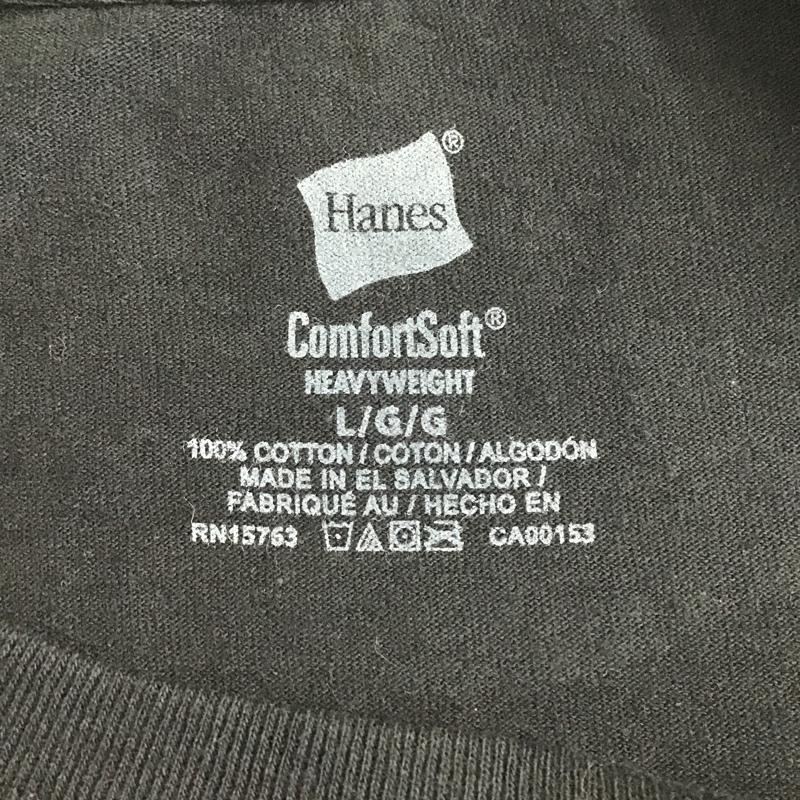 Hanes®
ComfortSoft®
HEAVYWEIGHT
L/G/G
100% COTTON / COTON / ALGODÓN
MADE IN EL SALVADOR /
FABRIQUÉ AU / HECHO EN
RN15763 CA00153